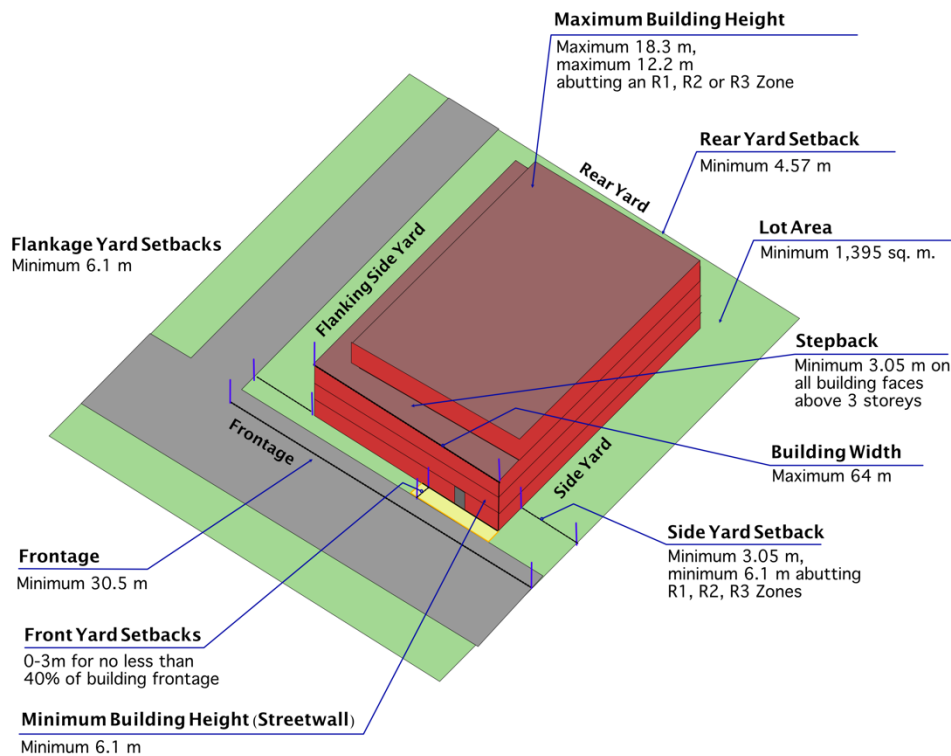 Maximum Building Height
Maximum 18.3 m,
maximum 12.2 m
abutting an R1, R2 or R3 Zone
Rear Yard Setback
Minimum 4.57 m
Rear Yard
Lot Area
Minimum 1,395 sq. m.
Flankage Yard Setbacks
Minimum 6.1 m
Flanking Side Yard
Stepback
Minimum 3.05 m on
all building faces
above 3 storeys
Frontage
Side Yard
Building Width
Maximum 64 m
Side Yard Setback
Minimum 3.05 m,
minimum 6.1 m abutting
R1, R2, R3 Zones
Frontage
Minimum 30.5 m
Front Yard Setbacks
0-3m for no less than
40% of building frontage
Minimum Building Height (Streetwall)
Minimum 6.1 m